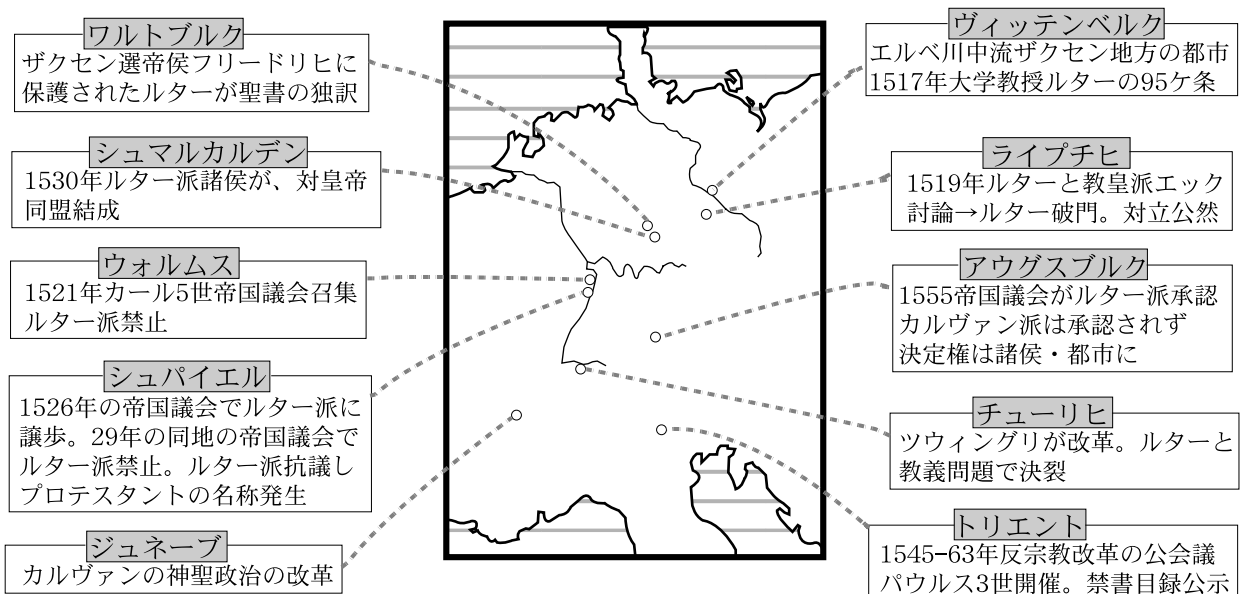 ワルトブルク
ザクセン選帝侯フリードリヒに
保護されたルターが聖書の独訳
シュマルカルデン
1530年ルター派諸侯が、対皇帝
同盟結成
ウォルムス
1521年カール5世帝国議会召集
ルター派禁止
シュパイエル
1526年の帝国議会でルター派に
譲歩。29年の同地の帝国議会で
ルター派禁止。ルター派抗議し
プロテスタントの名称発生
ジュネーブ
カルヴァンの神聖政治の改革
ヴィッテンベルク
エルベ川中流ザクセン地方の都市
1517年大学教授ルターの95ケ条
ライプチヒ
1519年ルターと教皇派エック
討論→ルター破門。対立公然
アウグスブルク
1555帝国議会がルター派承認
カルヴァン派は承認されず
決定権は諸侯・都市に
チューリヒ
ツウィングリが改革。ルターと
教義問題で決裂
トリエント
1545-63年反宗教改革の公会議
パウルス3世開催。禁書目録公示